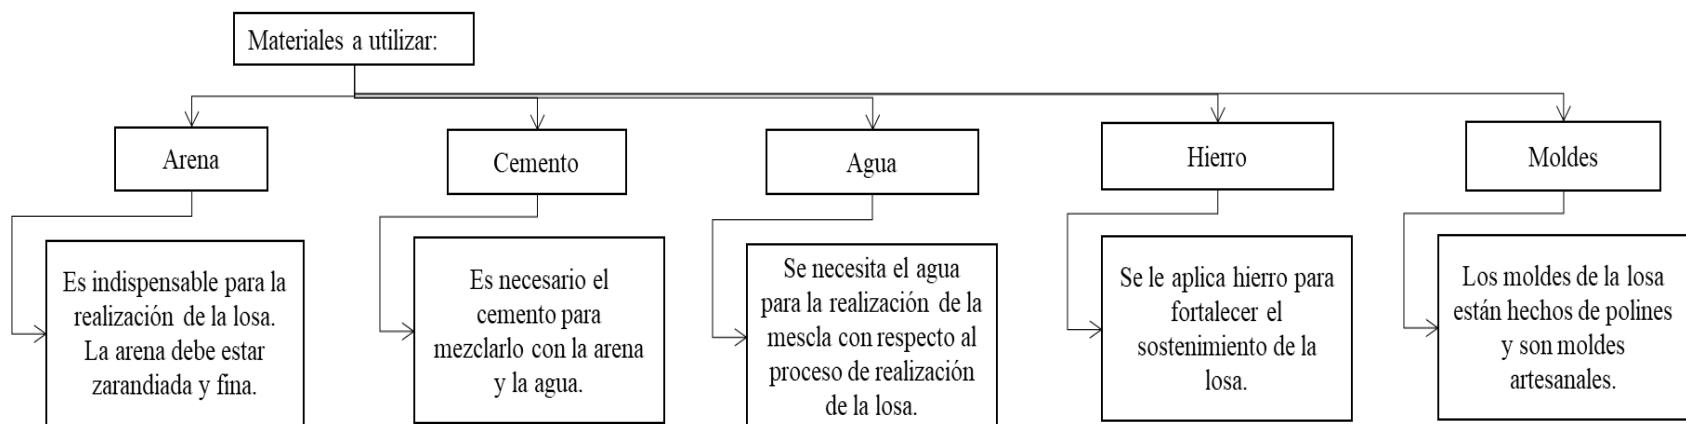 Materiales a utilizar:
Arena
Cemento
Agua
Hierro
Moldes
Es indispensable para la
realización de la losa.
La arena debe estar
zarandiada y fina.
Es necesario el
cemento para
mezclarlo con la arena
y la agua.
Se necesita el agua
para la realización de la
mescla con respecto al
proceso de realización
de la losa.
Se le aplica hierro para
fortalecer el
sostenimiento de la
losa.
Los moldes de la losa
están hechos de polines
y son moldes
artesanales.